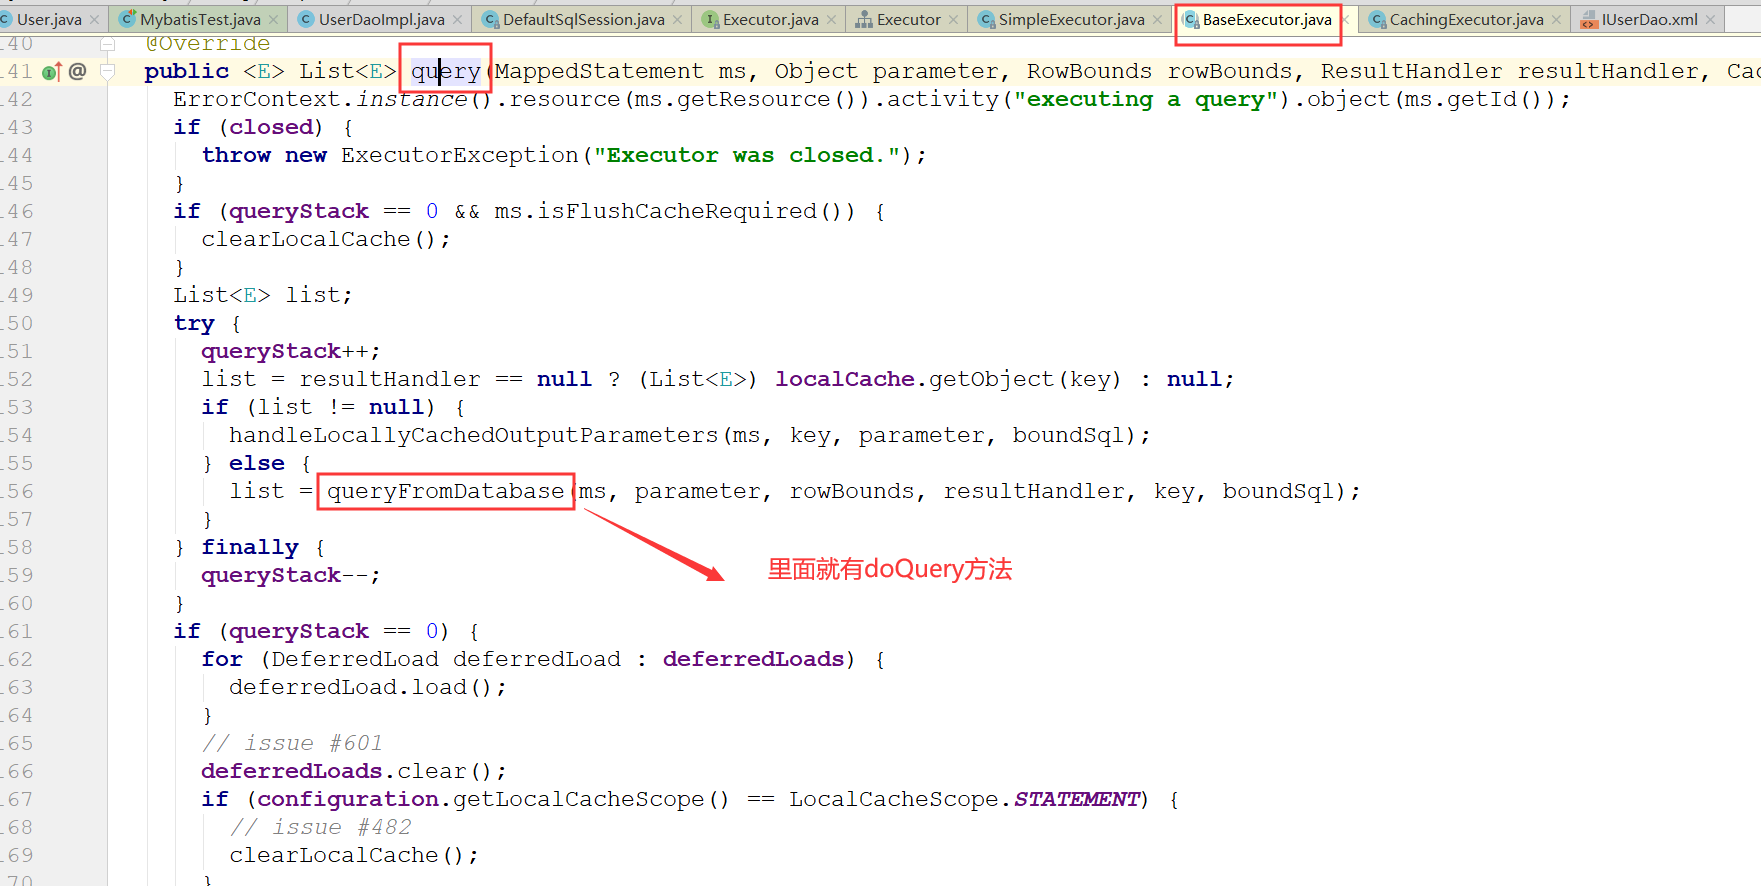 User.java MybatisTest.java UserDaoImpl.java DefaultSqlSession.java Executor.java Executor SimpleExecutor.java BaseExecutor.java CachingExecutor.java IUserDao.xml
140 @Override
141 public <E> List<E> query(MappedStatement ms, Object parameter, RowBounds rowBounds, ResultHandler resultHandler, Cac
142 ErrorContext.instance().resource(ms.getResource()).activity("executing a query").object(ms.getId());
143 if (closed) {
144 throw new ExecutorException("Executor was closed.");
145 }
146 if (queryStack == 0 && ms.isFlushCacheRequired()) {
147 clearLocalCache();
148 }
149 List<E> list;
150 try {
151 queryStack++;
152 list = resultHandler == null ? (List<E>) localCache.getObject(key) : null;
153 if (list != null) {
154 handleLocallyCachedOutputParameters(ms, key, parameter, boundSql);
155 } else {
156 list = queryFromDatabase(ms, parameter, rowBounds, resultHandler, key, boundSql);
157 }
158 } finally {
里面就有doQuery方法
159 queryStack--;
160 }
161 if (queryStack == 0) {
162 for (DeferredLoad deferredLoad : deferredLoads) {
163 deferredLoad.load();
164 }
165 // issue #601
166 deferredLoads.clear();
167 if (configuration.getLocalCacheScope() == LocalCacheScope.STATEMENT) {
168 // issue #482
169 clearLocalCache();
170 }